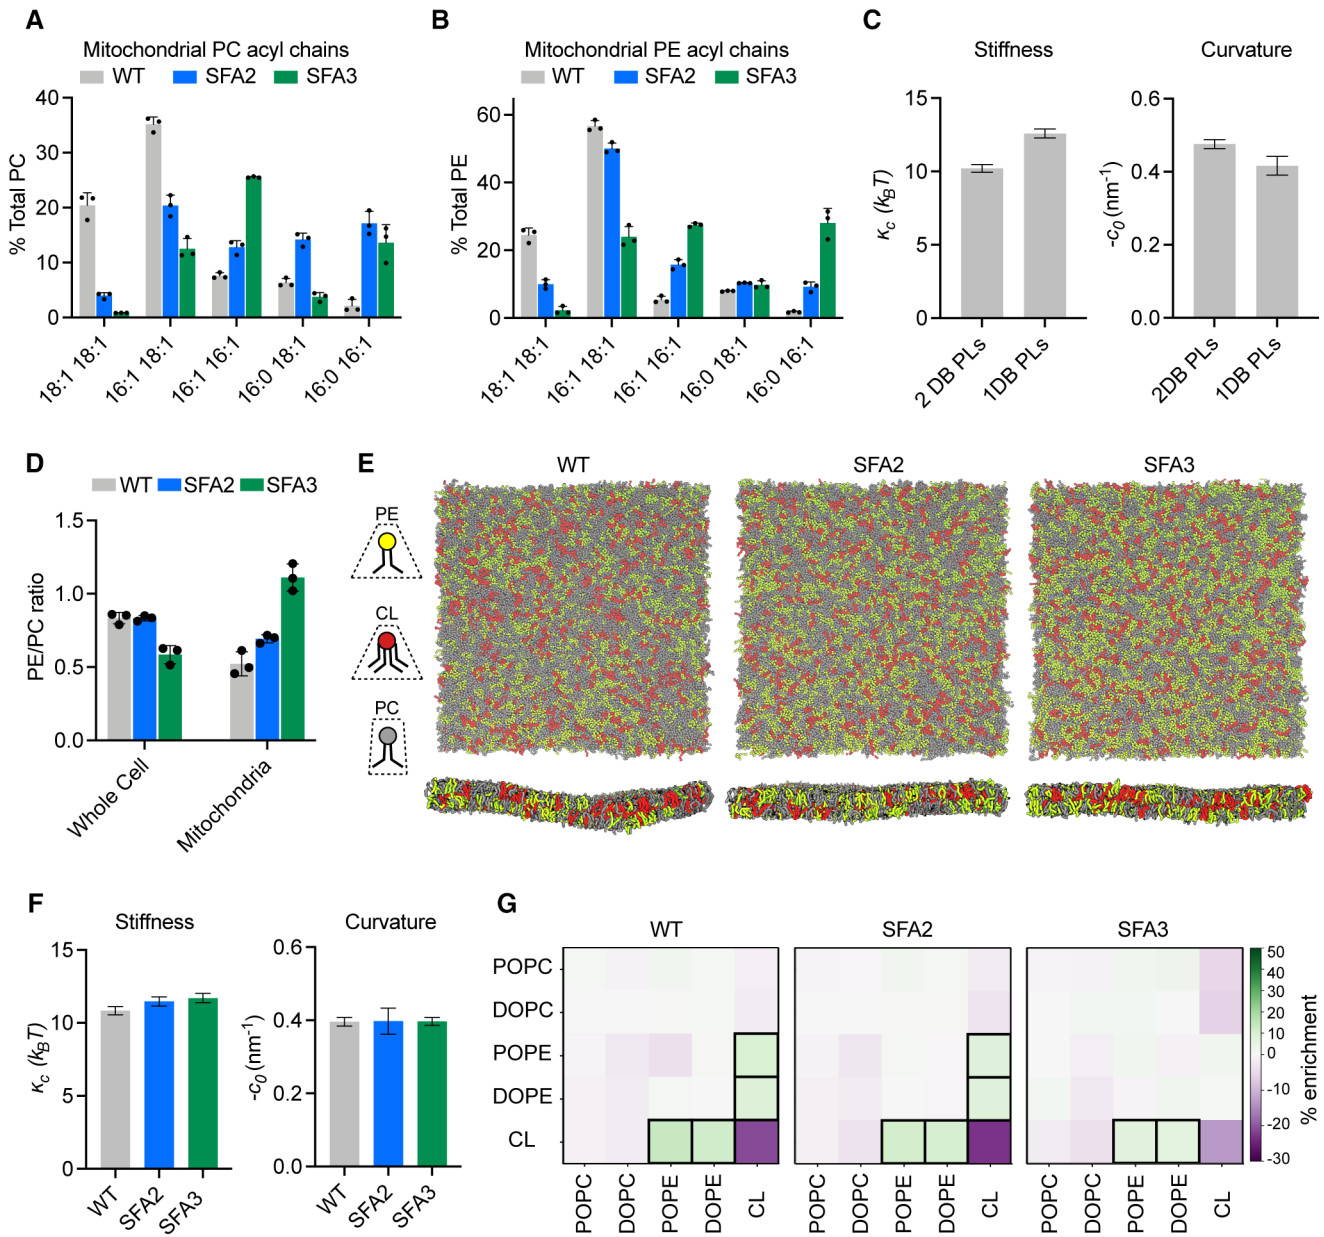 A
Mitochondrial PC acyl chains
WT SFA2 SFA3
% Total PC
40
30
20
10
0
18:1 18:1
16:1 18:1
16:1 16:1
16:0 18:1
16:0 16:1
B
Mitochondrial PE acyl chains
WT SFA2 SFA3
% Total PE
60
40
20
0
18:1 18:1
16:1 18:1
16:1 16:1
16:0 18:1
16:0 16:1
C
Stiffness
κc (kBT)
15
10
5
0
2 DB PLs
1DB PLs
Curvature
-c0 (nm-1)
0.6
0.4
0.2
0.0
2DB PLs
1DB PLs
D
WT SFA2 SFA3
PE/PC ratio
1.5
1.0
0.5
0.0
Whole Cell
Mitochondria
E
WT SFA2 SFA3
PE
CL
PC
F
Stiffness
κc (kBT)
15
10
5
0
WT
SFA2
SFA3
Curvature
-c0 (nm-1)
0.6
0.4
0.2
0.0
WT
SFA2
SFA3
G
WT SFA2 SFA3
POPC
DOPC
POPE
DOPE
CL
POPC DOPC POPE DOPE CL
POPC DOPC POPE DOPE CL
POPC DOPC POPE DOPE CL
50
40
30
20
10
0
-10
-20
-30
% enrichment